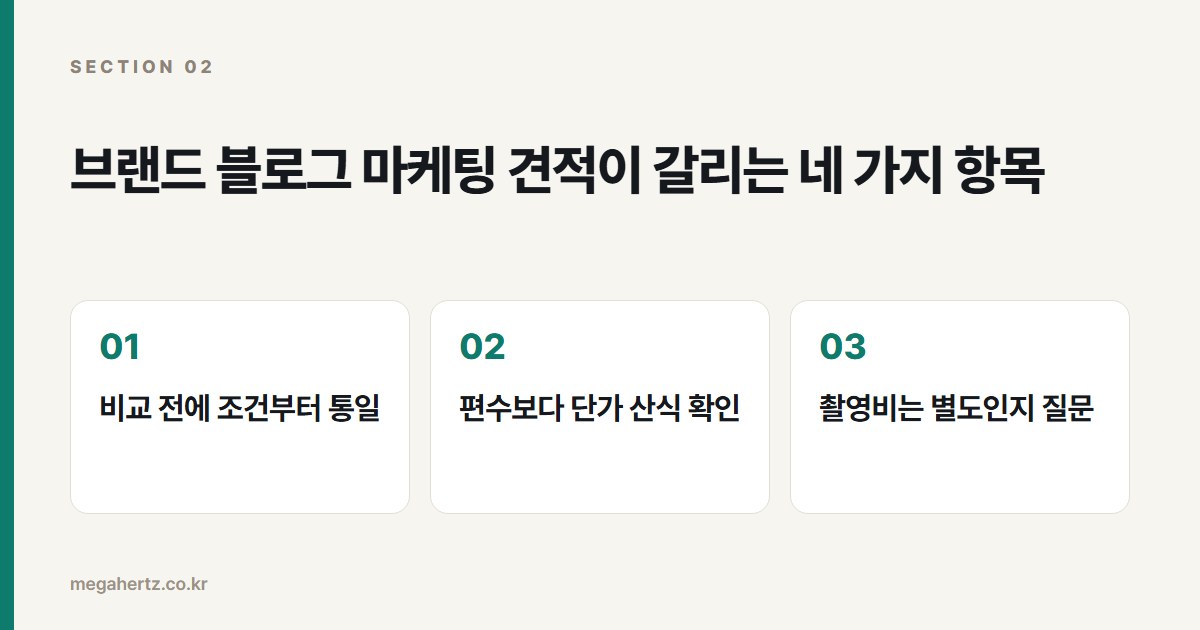 SECTION 02
브랜드 블로그 마케팅 견적이 갈리는 네 가지 항목
01
비교 전에 조건부터 통일
02
편수보다 단가 산식 확인
03
촬영비는 별도인지 질문
megahertz.co.kr